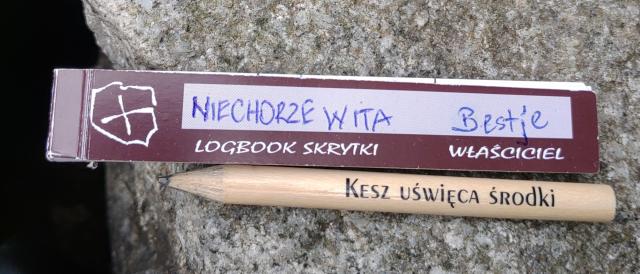 NIECHORZE WITA Bestje
LOGBOOK SKRYTKI WŁAŚCICIEL
Kesz uświęca środki